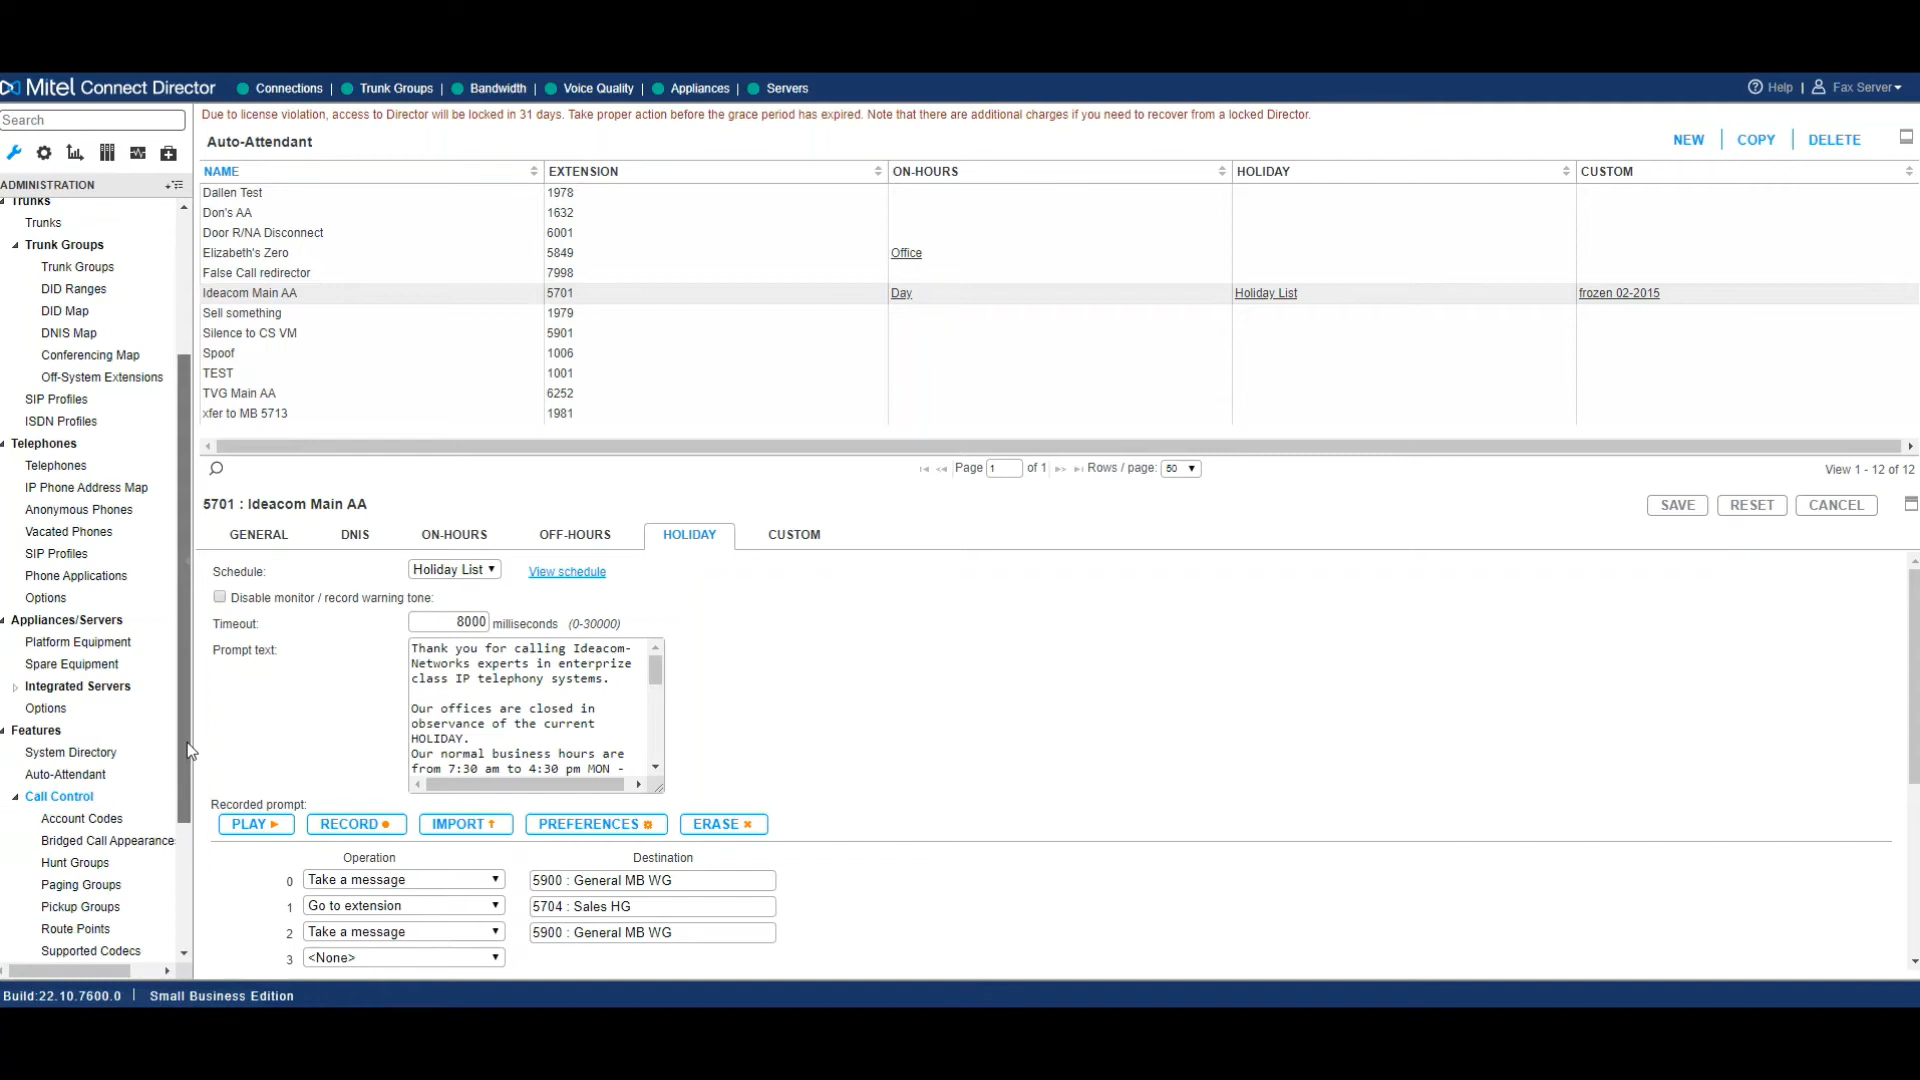 Mitel Connect Director Connections | Trunk Groups | Bandwidth | Voice Quality | Appliances | Servers Help | Fax Server
Search
Due to license violation, access to Director will be locked in 31 days. Take proper action before the grace period has expired. Note that there are additional charges if you need to recover from a locked Director.
Auto-Attendant NEW COPY DELETE
ADMINISTRATION
Trunks
Trunks
Trunk Groups
Trunk Groups
DID Ranges
DID Map
DNIS Map
Conferencing Map
Off-System Extensions
SIP Profiles
ISDN Profiles
Telephones
Telephones
IP Phone Address Map
Anonymous Phones
Vacated Phones
SIP Profiles
Phone Applications
Options
Appliances/Servers
Platform Equipment
Spare Equipment
Integrated Servers
Options
Features
System Directory
Auto-Attendant
Call Control
Account Codes
Bridged Call Appearance
Hunt Groups
Paging Groups
Pickup Groups
Route Points
Supported Codecs
NAME EXTENSION ON-HOURS HOLIDAY CUSTOM
Dallen Test 1978
Don's AA 1632
Door R/NA Disconnect 6001
Elizabeth's Zero 5849 Office
False Call redirector 7998
Ideacom Main AA 5701 Day Holiday List frozen 02-2015
Sell something 1979
Silence to CS VM 5901
Spoof 1006
TEST 1001
TVG Main AA 6252
xfer to MB 5713 1981
Page 1 of 1 Rows / page: 50 View 1 - 12 of 12
5701 : Ideacom Main AA SAVE RESET CANCEL
GENERAL DNIS ON-HOURS OFF-HOURS HOLIDAY CUSTOM
Schedule: Holiday List View schedule
Disable monitor / record warning tone:
Timeout: 8000 milliseconds (0-30000)
Prompt text: Thank you for calling Ideacom-
Networks experts in enterprize
class IP telephony systems.
Our offices are closed in
observance of the current
HOLIDAY.
Our normal business hours are
from 7:30 am to 4:30 pm MON -
Recorded prompt:
PLAY RECORD IMPORT PREFERENCES ERASE
Operation Destination
0 Take a message 5900 : General MB WG
1 Go to extension 5704 : Sales HG
2 Take a message 5900 : General MB WG
3 <None>
Build:22.10.7600.0 | Small Business Edition